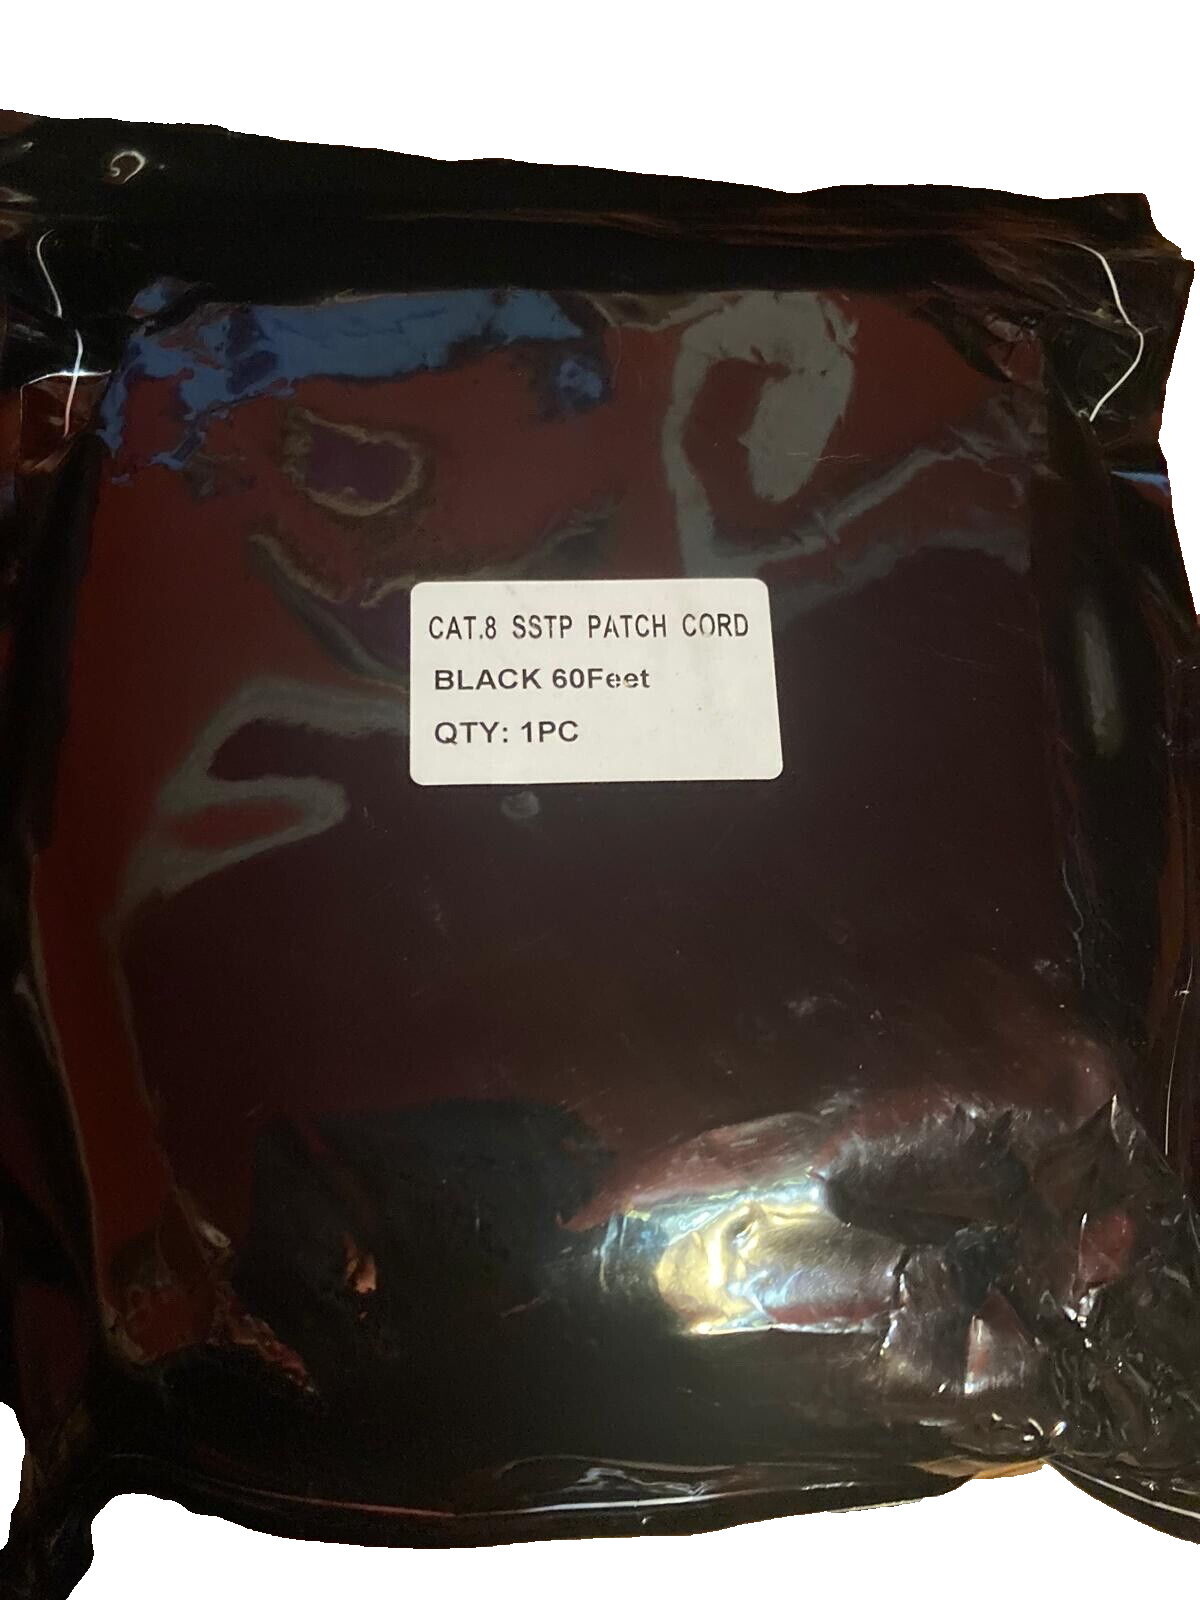 CAT.8 SSTP PATCH CORD
BLACK 60Feet
QTY: 1PC